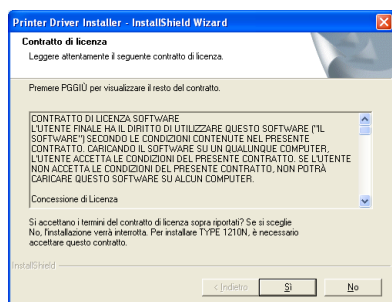 Printer Driver Installer - InstallShield Wizard
Contratto di licenza
Leggere attentamente il seguente contratto di licenza.
Premere PGGIÙ per visualizzare il resto del contratto.
CONTRATTO DI LICENZA SOFTWARE
L'UTENTE FINALE HA IL DIRITTO DI UTILIZZARE QUESTO SOFTWARE ("IL
SOFTWARE") SECONDO LE CONDIZIONI CONTENUTE NEL PRESENTE
CONTRATTO. CARICANDO IL SOFTWARE SU UN QUALUNQUE COMPUTER,
L'UTENTE ACCETTA LE CONDIZIONI DEL PRESENTE CONTRATTO. SE L'UTENTE
NON ACCETTA LE CONDIZIONI DEL PRESENTE CONTRATTO, NON POTRÀ
CARICARE QUESTO SOFTWARE SU ALCUN COMPUTER.
Concessione di Licenza
Si accettano i termini del contratto di licenza sopra riportati? Se si sceglie
No, l'installazione verrà interrotta. Per installare TYPE 1210N, è necessario
accettare questo contratto.
InstallShield
< Indietro Sì No